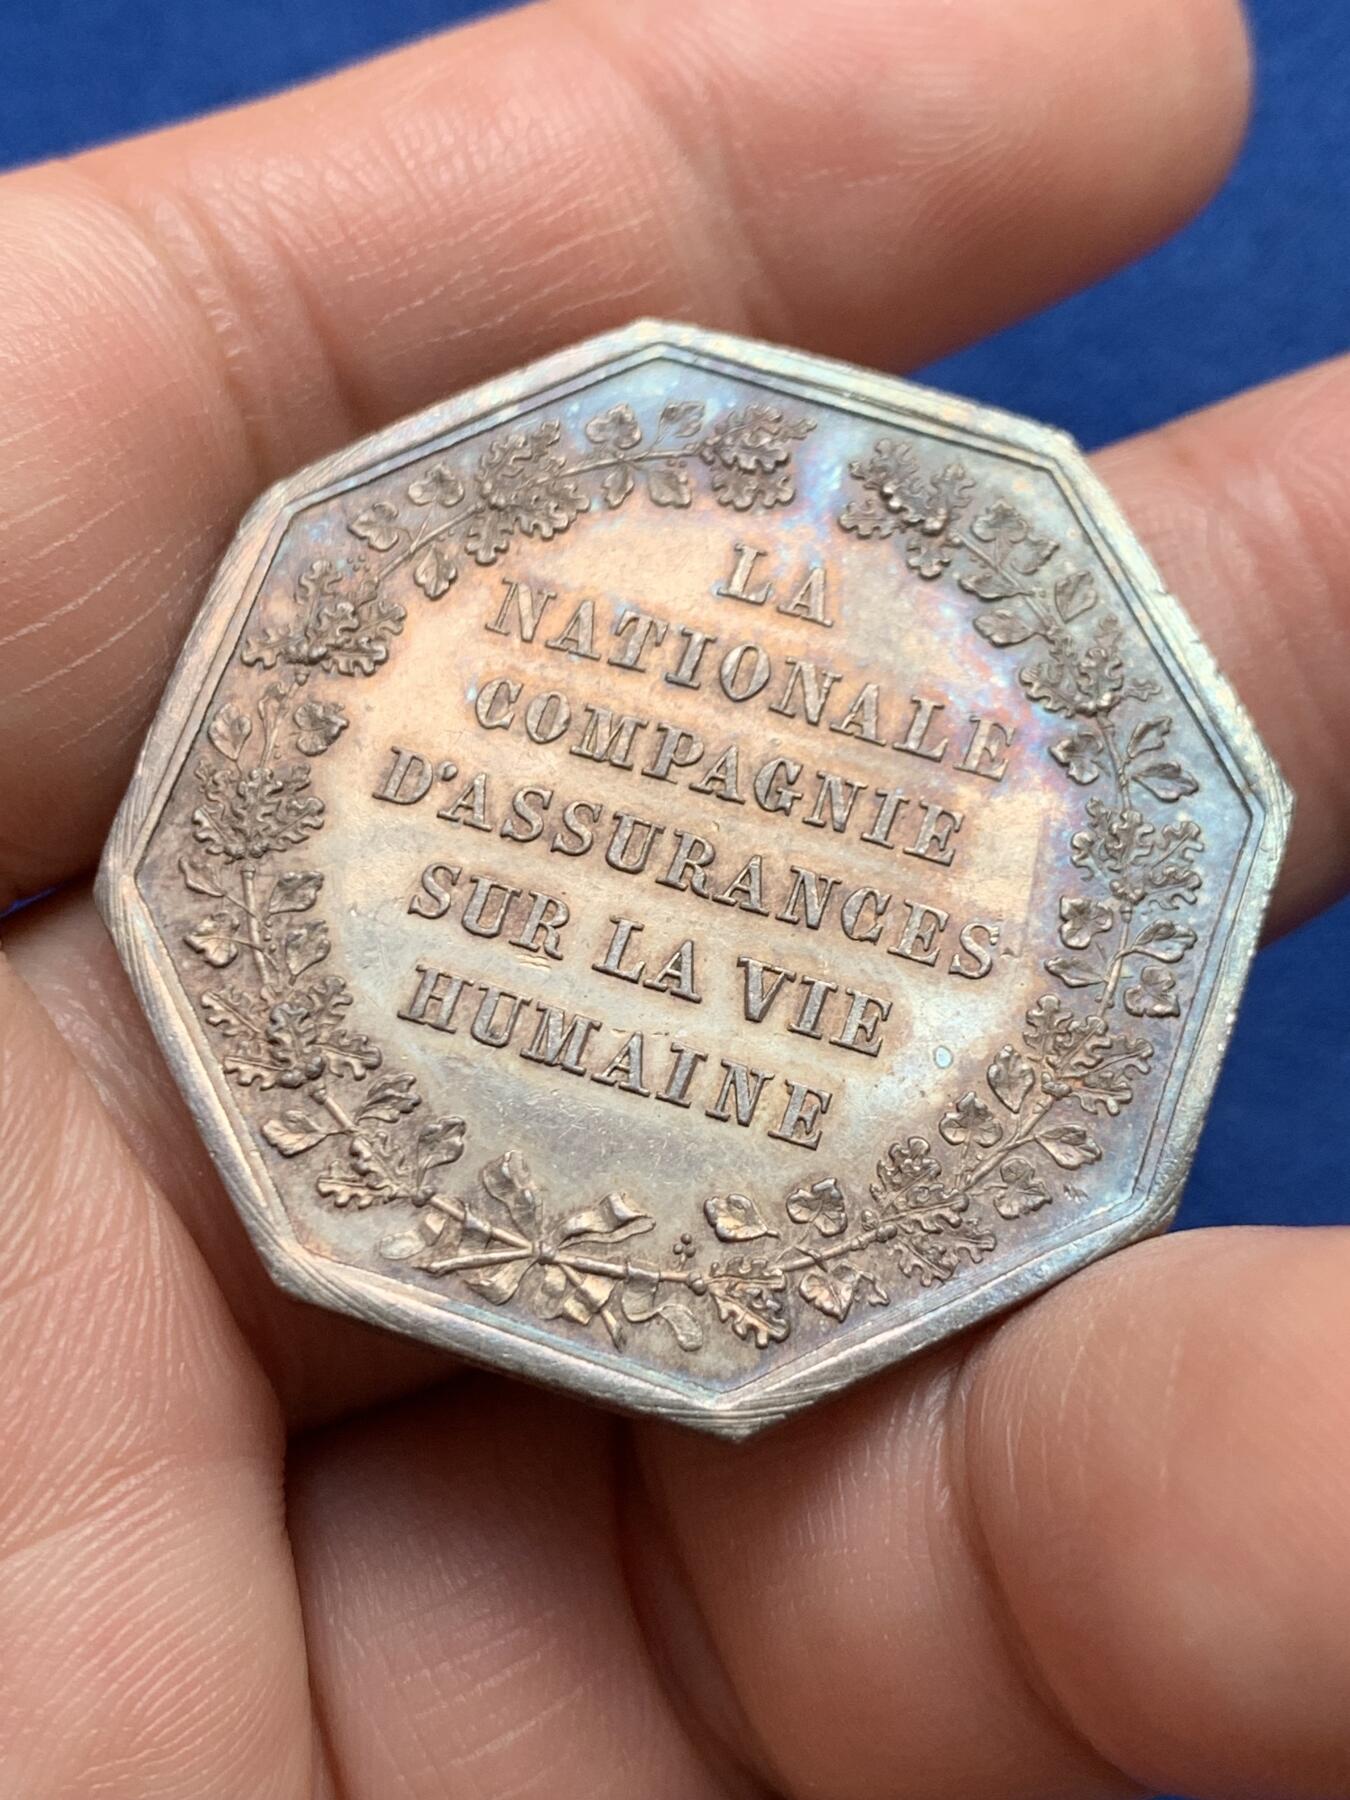 LA
NATIONALE
COMPAGNIE
D'ASSURANCES
SUR LA VIE
HUMAINE